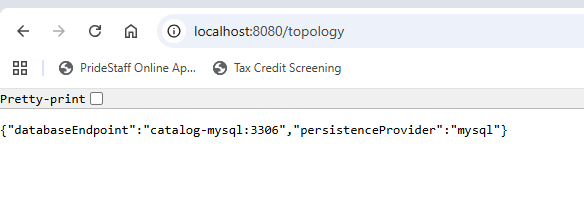 localhost:8080/topology
PrideStaff Online Ap... Tax Credit Screening
Pretty-print
{"databaseEndpoint":"catalog-mysql:3306","persistenceProvider":"mysql"}